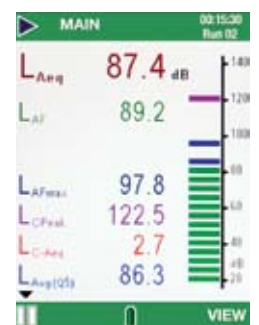 MAIN 00:15:30
Run 02
LAeq 87.4 dB
LAF 89.2
LAFmax 97.8
LCPeak 122.5
LC-Aeq 2.7
LAvg(Q5) 86.3
140
120
100
80
60
40
dB
20
VIEW